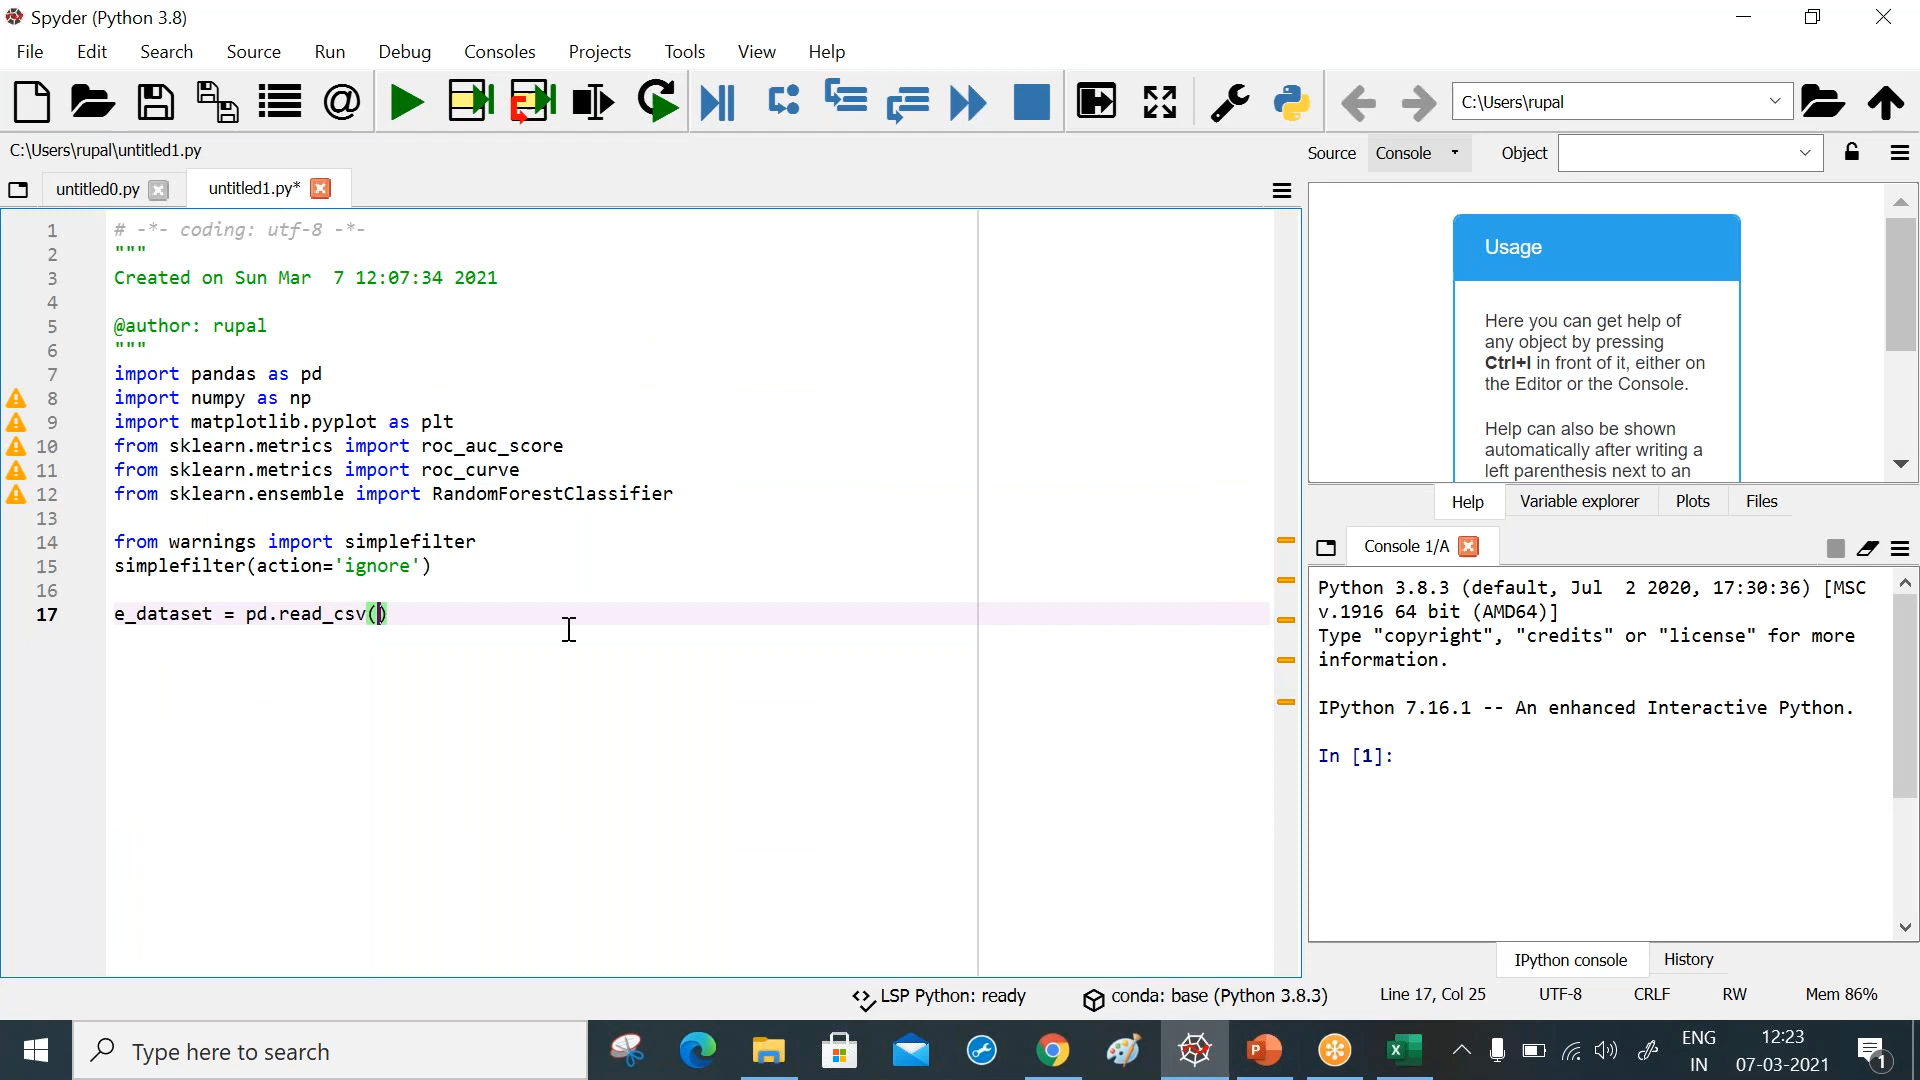 Spyder (Python 3.8)
File Edit Search Source Run Debug Consoles Projects Tools View Help
C:\Users\rupal
C:\Users\rupal\untitled1.py
Source Console Object
untitled0.py untitled1.py*
1 # -*- coding: utf-8 -*-
2 """
3 Created on Sun Mar  7 12:07:34 2021
4
5 @author: rupal
6 """
7 import pandas as pd
8 import numpy as np
9 import matplotlib.pyplot as plt
10 from sklearn.metrics import roc_auc_score
11 from sklearn.metrics import roc_curve
12 from sklearn.ensemble import RandomForestClassifier
13
14 from warnings import simplefilter
15 simplefilter(action='ignore')
16
17 e_dataset = pd.read_csv()
Usage
Here you can get help of
any object by pressing
Ctrl+I in front of it, either on
the Editor or the Console.
Help can also be shown
automatically after writing a
left parenthesis next to an
Help Variable explorer Plots Files
Console 1/A
Python 3.8.3 (default, Jul  2 2020, 17:30:36) [MSC
v.1916 64 bit (AMD64)]
Type "copyright", "credits" or "license" for more
information.
IPython 7.16.1 -- An enhanced Interactive Python.
In [1]:
IPython console History
LSP Python: ready conda: base (Python 3.8.3) Line 17, Col 25 UTF-8 CRLF RW Mem 86%
Type here to search
ENG
IN
12:23
07-03-2021
1